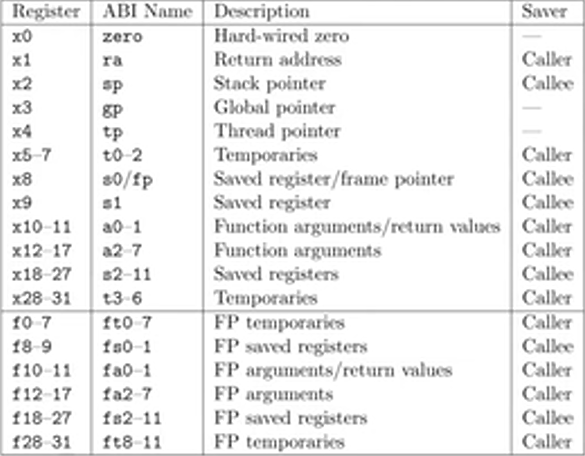 Register ABI Name Description Saver
x0 zero Hard-wired zero —
x1 ra Return address Caller
x2 sp Stack pointer Callee
x3 gp Global pointer —
x4 tp Thread pointer —
x5–7 t0–2 Temporaries Caller
x8 s0/fp Saved register/frame pointer Callee
x9 s1 Saved register Callee
x10–11 a0–1 Function arguments/return values Caller
x12–17 a2–7 Function arguments Caller
x18–27 s2–11 Saved registers Callee
x28–31 t3–6 Temporaries Caller
f0–7 ft0–7 FP temporaries Caller
f8–9 fs0–1 FP saved registers Callee
f10–11 fa0–1 FP arguments/return values Caller
f12–17 fa2–7 FP arguments Caller
f18–27 fs2–11 FP saved registers Callee
f28–31 ft8–11 FP temporaries Caller